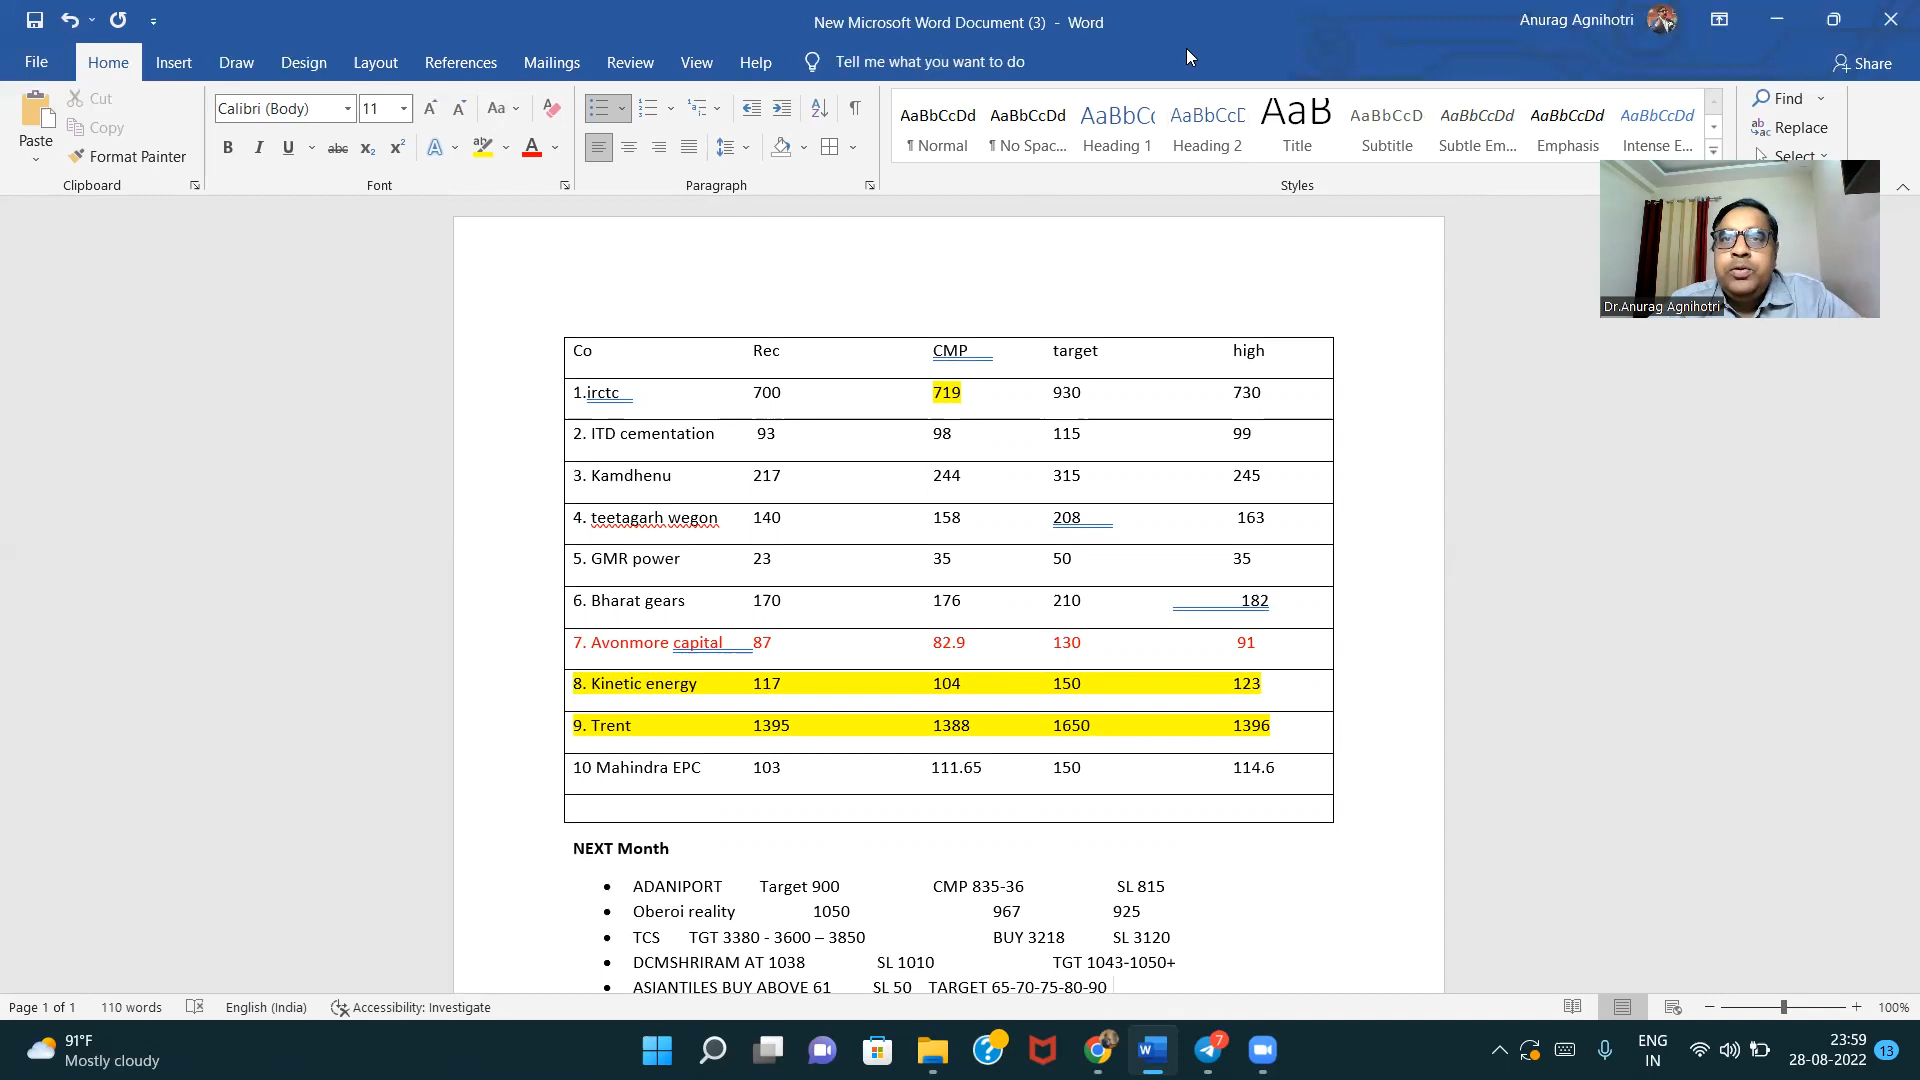 New Microsoft Word Document (3) - Word
Anurag Agnihotri
File Home Insert Draw Design Layout References Mailings Review View Help Tell me what you want to do Share
Paste
Cut
Copy
Format Painter
Clipboard
Calibri (Body) 11
Font
Paragraph
AaBbCcDd AaBbCcDd AaBbCc AaBbCcD AaB AaBbCcD AaBbCcDd AaBbCcDd AaBbCcDd
¶ Normal ¶ No Spac... Heading 1 Heading 2 Title Subtitle Subtle Em... Emphasis Intense E...
Styles
Find
Replace
Select
Dr.Anurag Agnihotri
Co Rec CMP target high
1.irctc 700 719 930 730
2. ITD cementation 93 98 115 99
3. Kamdhenu 217 244 315 245
4. teetagarh wegon 140 158 208 163
5. GMR power 23 35 50 35
6. Bharat gears 170 176 210 182
7. Avonmore capital 87 82.9 130 91
8. Kinetic energy 117 104 150 123
9. Trent 1395 1388 1650 1396
10 Mahindra EPC 103 111.65 150 114.6
NEXT Month
• ADANIPORT Target 900 CMP 835-36 SL 815
• Oberoi reality 1050 967 925
• TCS TGT 3380 - 3600 – 3850 BUY 3218 SL 3120
• DCMSHRIRAM AT 1038 SL 1010 TGT 1043-1050+
• ASIANTILES BUY ABOVE 61 SL 50 TARGET 65-70-75-80-90
Page 1 of 1 110 words English (India) Accessibility: Investigate 100%
91°F
Mostly cloudy
7
ENG
IN
23:59
28-08-2022
13